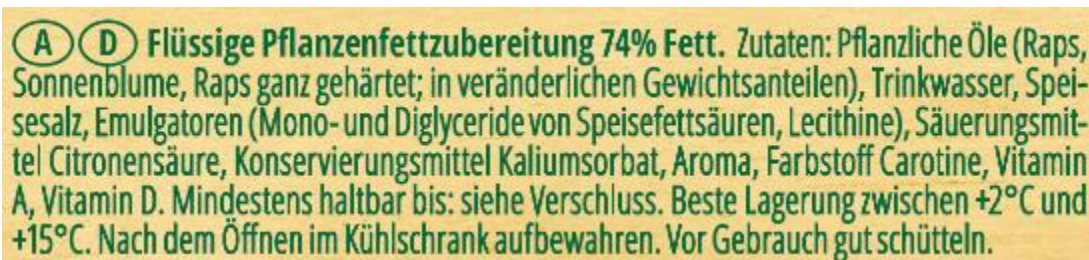 A D Flüssige Pflanzenfettzubereitung 74% Fett. Zutaten: Pflanzliche Öle (Raps,
Sonnenblume, Raps ganz gehärtet; in veränderlichen Gewichtsanteilen), Trinkwasser, Spei-
sesalz, Emulgatoren (Mono- und Diglyceride von Speisefettsäuren, Lecithine), Säuerungsmit-
tel Citronensäure, Konservierungsmittel Kaliumsorbat, Aroma, Farbstoff Carotine, Vitamin
A, Vitamin D. Mindestens haltbar bis: siehe Verschluss. Beste Lagerung zwischen +2°C und
+15°C. Nach dem Öffnen im Kühlschrank aufbewahren. Vor Gebrauch gut schütteln.